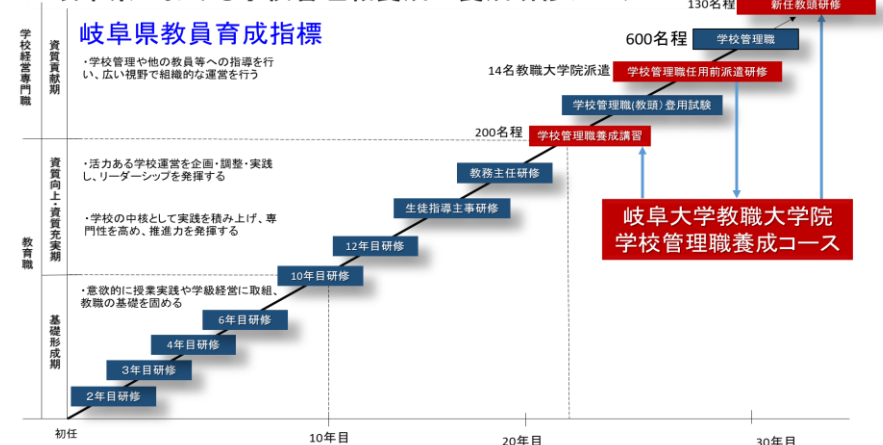 130名程
新任教頭研修
岐阜県教員育成指標
学校経営専門職
資質貢献期
・学校管理や他の教員等への指導を行
い、広い視野で組織的な運営を行う
600名程
学校管理職
14名教職大学院派遣
学校管理職任用前派遣研修
学校管理職(教頭)登用試験
200名程
学校管理職養成講習
教育職
資質向上・資質充実期
・活力ある学校運営を企画・調整・実践
し、リーダーシップを発揮する
教務主任研修
・学校の中核として実践を積み上げ、専
門性を高め、推進力を発揮する
生徒指導主事研修
岐阜大学教職大学院
学校管理職養成コース
12年目研修
10年目研修
基礎形成期
・意欲的に授業実践や学級経営に取組、
教職の基礎を固める
6年目研修
4年目研修
3年目研修
2年目研修
初任
10年目
20年目
30年目